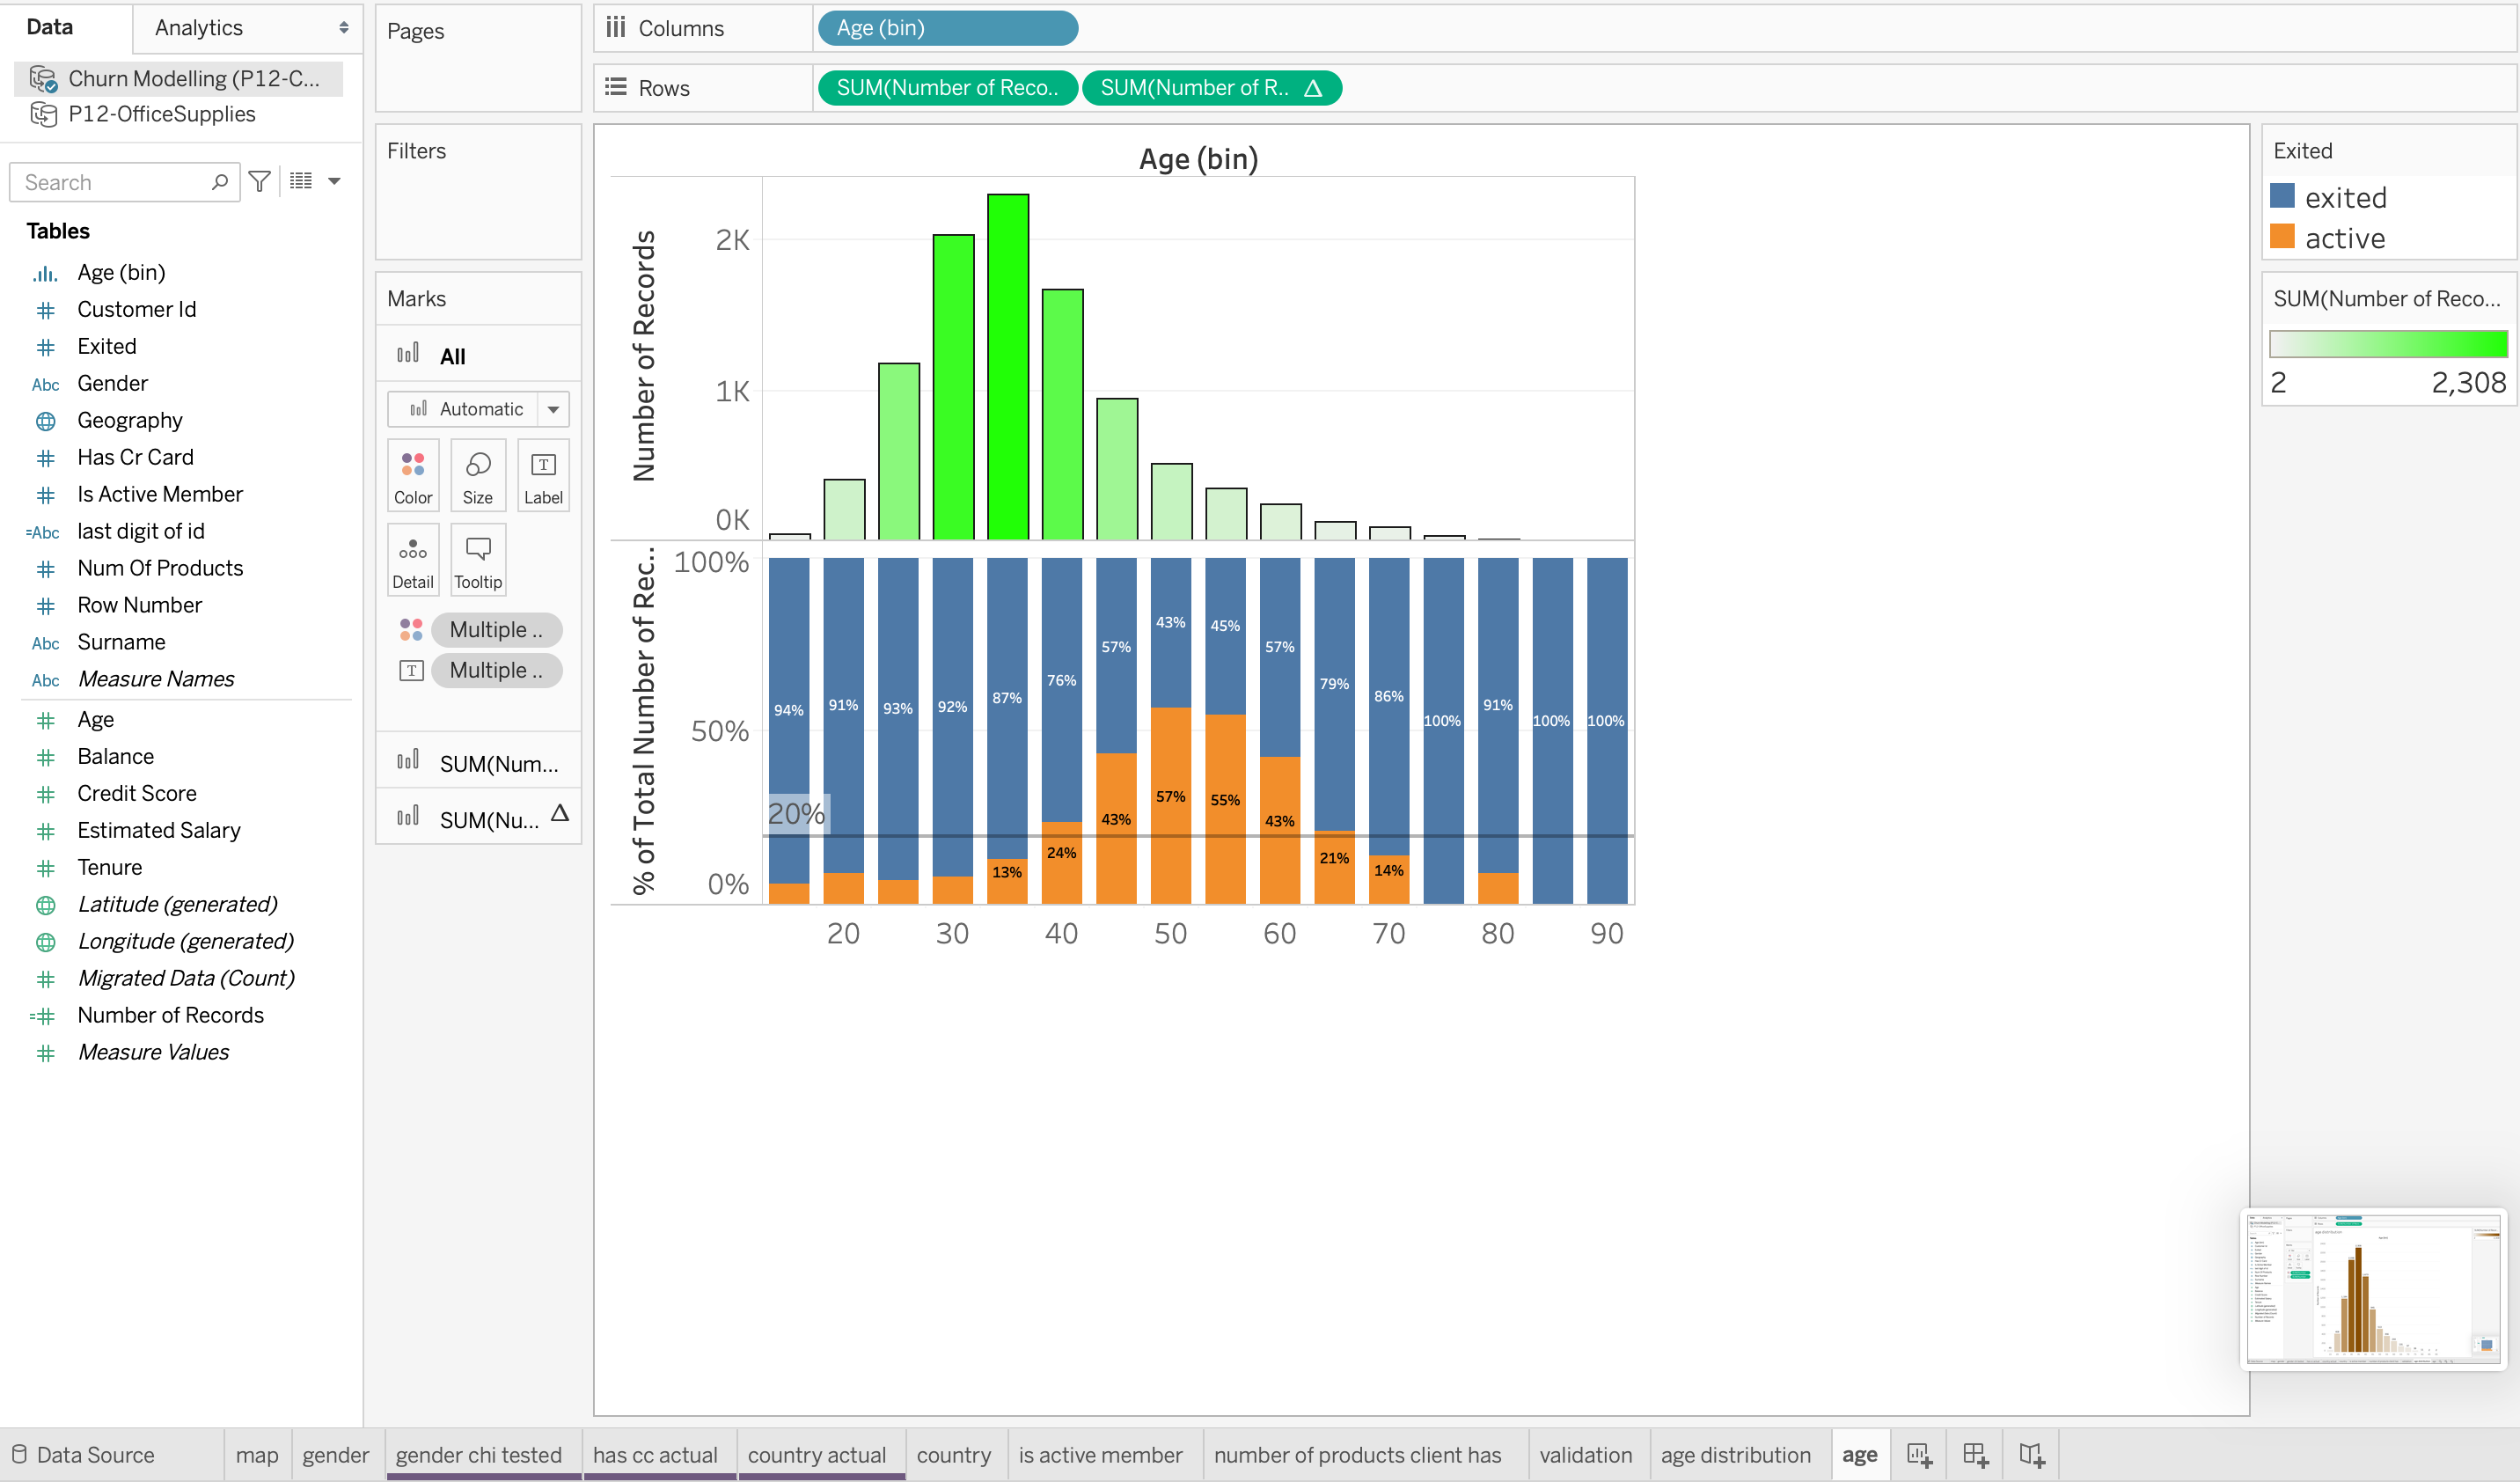 Data
Analytics
Churn Modelling (P12-C...
P12-OfficeSupplies
Search
Tables
Age (bin)
Customer Id
Exited
Abc Gender
Geography
Has Cr Card
Is Active Member
=Abc last digit of id
Num Of Products
Row Number
Abc Surname
Abc Measure Names
Age
Balance
Credit Score
Estimated Salary
Tenure
Latitude (generated)
Longitude (generated)
Migrated Data (Count)
Number of Records
Measure Values
Pages
Filters
Marks
All
Automatic
Color Size Label
Detail Tooltip
Multiple ..
Multiple ..
SUM(Num...
SUM(Nu... Δ
Columns Age (bin)
Rows SUM(Number of Reco.. SUM(Number of R.. Δ
Age (bin)
Number of Records
2K
1K
0K
% of Total Number of Rec..
100%
50%
0%
20%
94% 91% 93% 92% 87% 76% 57% 43% 45% 57% 79% 86% 100% 91% 100% 100%
13% 24% 43% 57% 55% 43% 21% 14%
20 30 40 50 60 70 80 90
Exited
exited
active
SUM(Number of Reco...
2 2,308
Data Source map gender gender chi tested has cc actual country actual country is active member number of products client has validation age distribution age